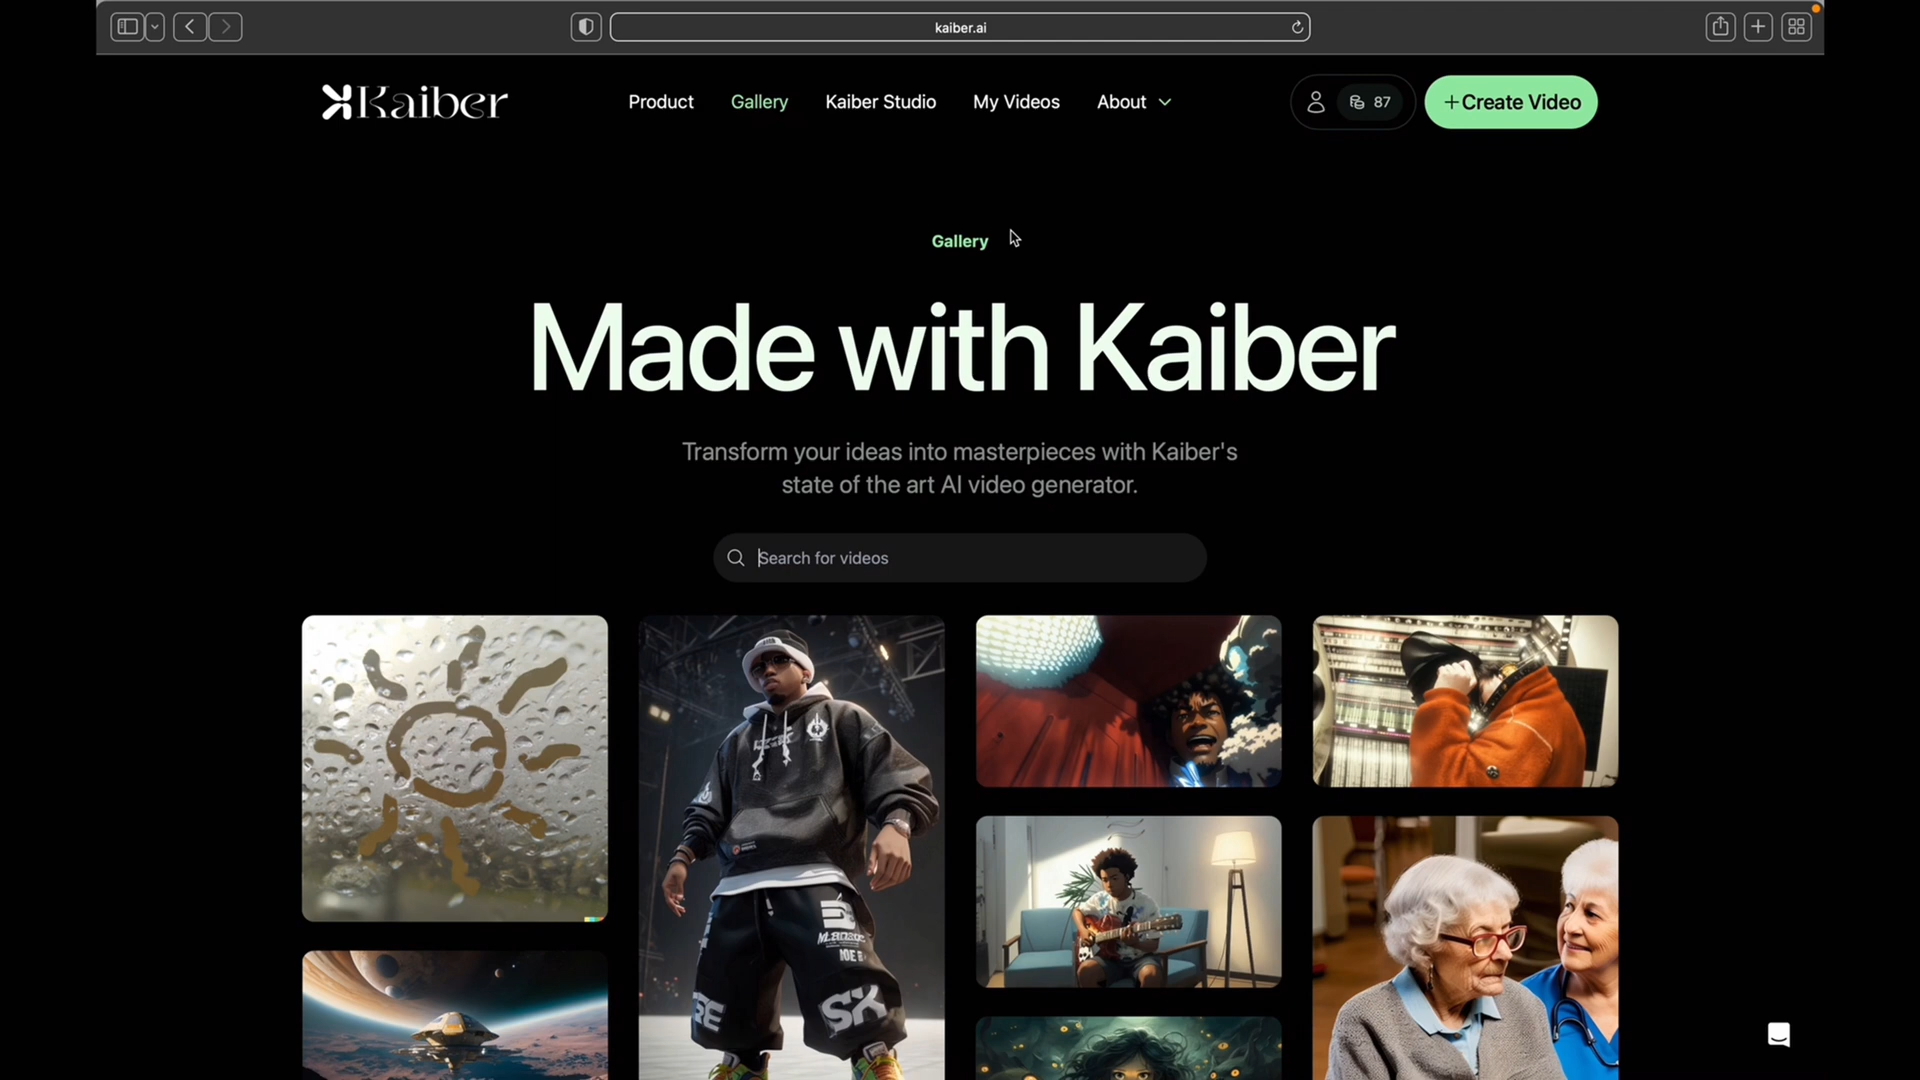 kaiber.ai
Kaiber
Product
Gallery
Kaiber Studio
My Videos
About
87
+Create Video
Gallery
Made with Kaiber
Transform your ideas into masterpieces with Kaiber's
state of the art AI video generator.
Search for videos
SX